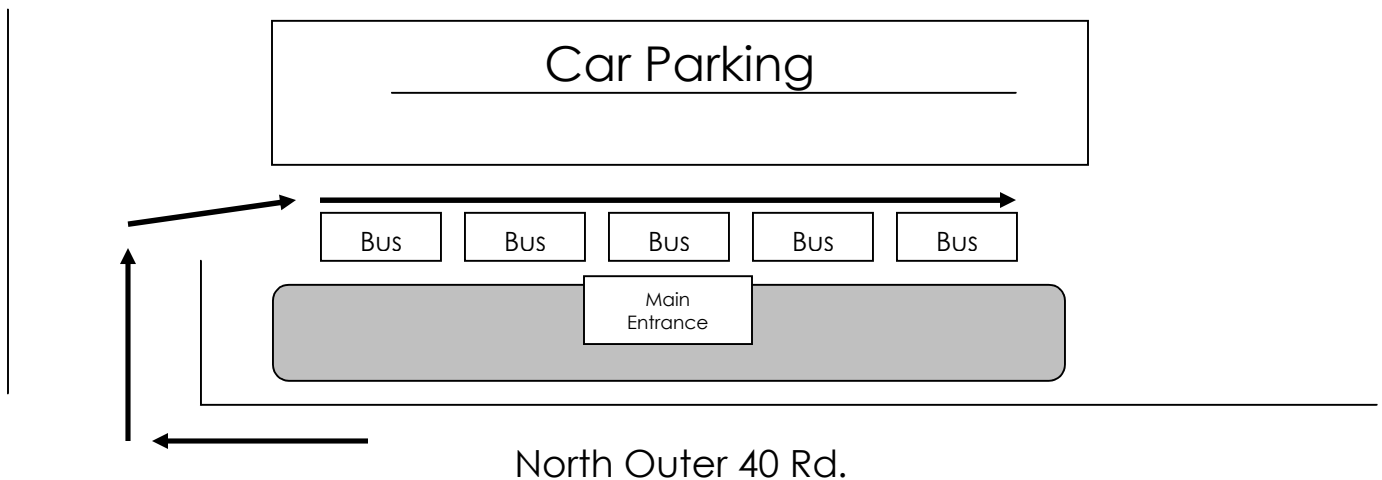 Car Parking
Bus Bus Bus Bus Bus
Main
Entrance
North Outer 40 Rd.